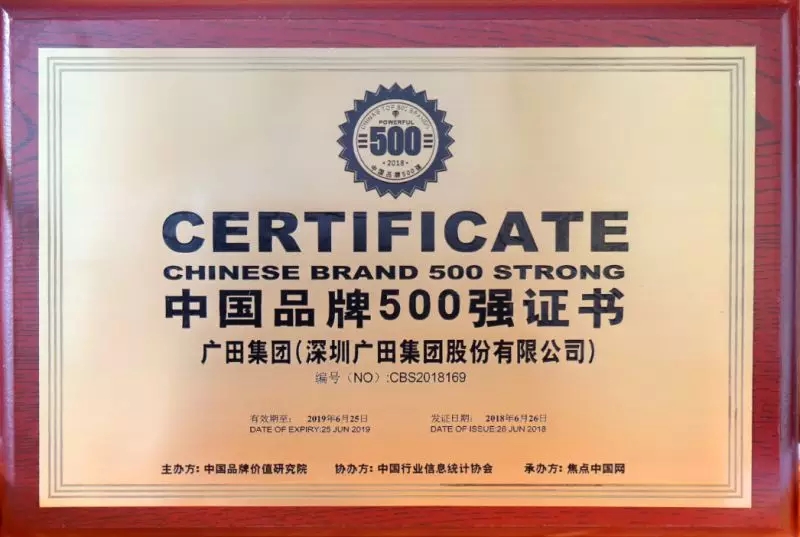 CHINA'S TOP 500 BRANDS
POWERFUL
500
·2018·
中国品牌500强
CERTIFICATE
CHINESE BRAND 500 STRONG
中国品牌500强证书
广田集团(深圳广田集团股份有限公司)
编号（NO）:CBS2018169
有效期至： 2019年6月25日 发证日期： 2018年6月26日
DATE OF EXPIRY:25 JUN 2019 DATE OF ISSUE:26 JUN 2018
主办方: 中国品牌价值研究院 协办方: 中国行业信息统计协会 承办方: 焦点中国网